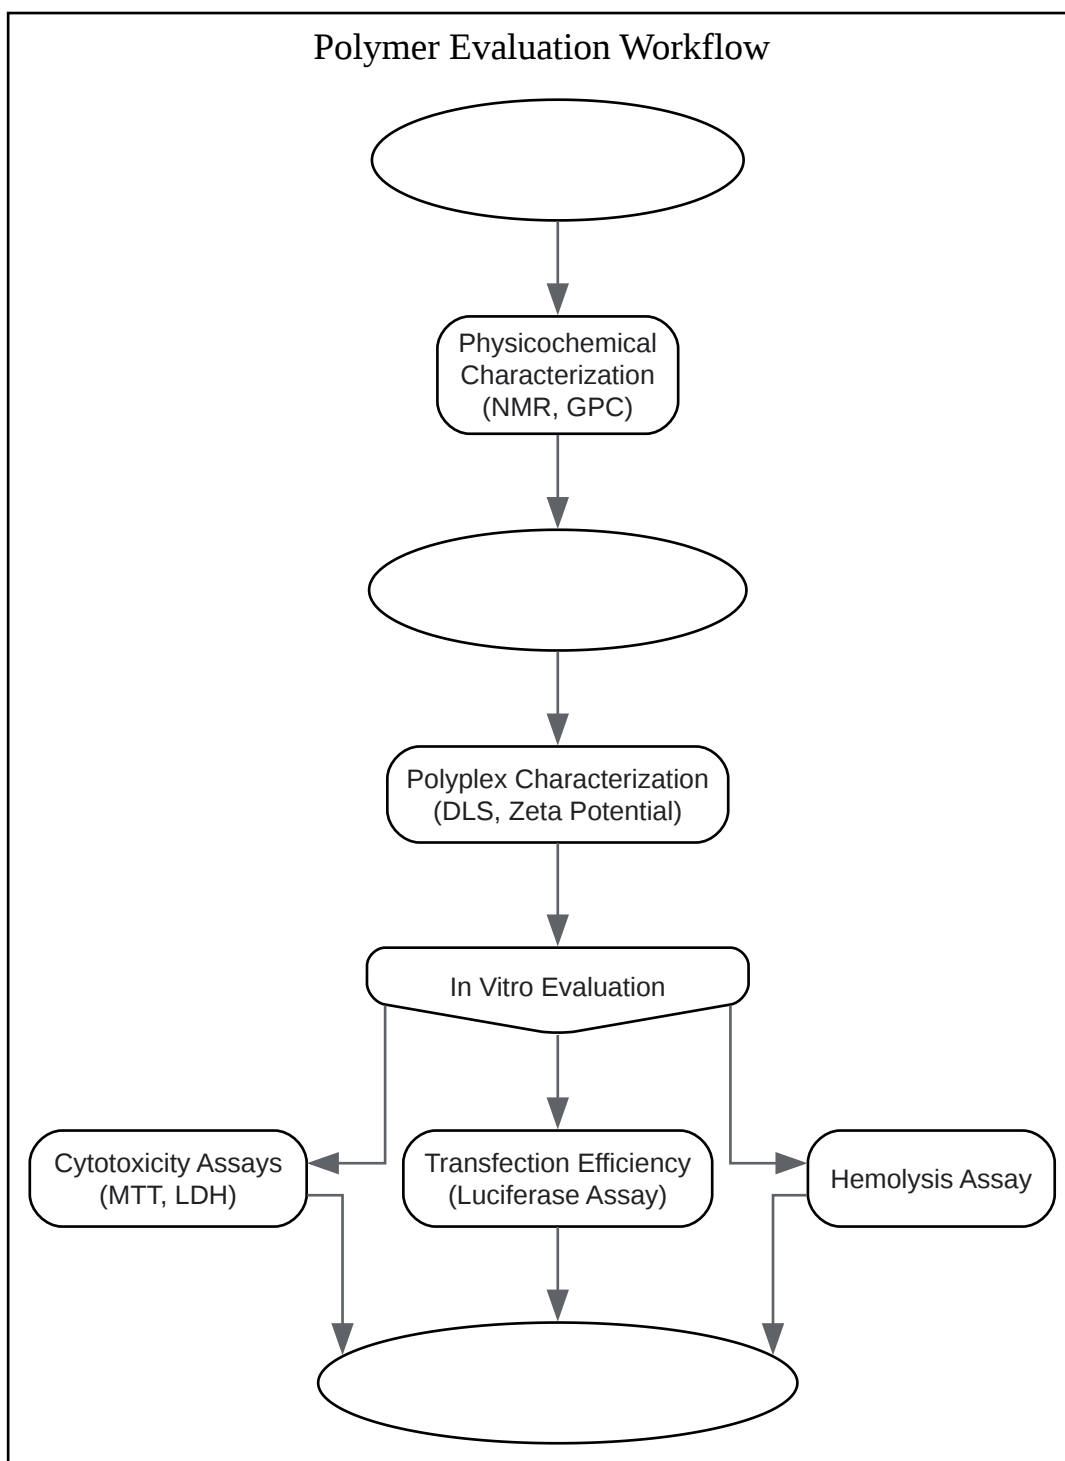 Polymer Evaluation Workflow
Physicochemical
Characterization
(NMR, GPC)
Polyplex Characterization
(DLS, Zeta Potential)
In Vitro Evaluation
Cytotoxicity Assays
(MTT, LDH)
Transfection Efficiency
(Luciferase Assay)
Hemolysis Assay